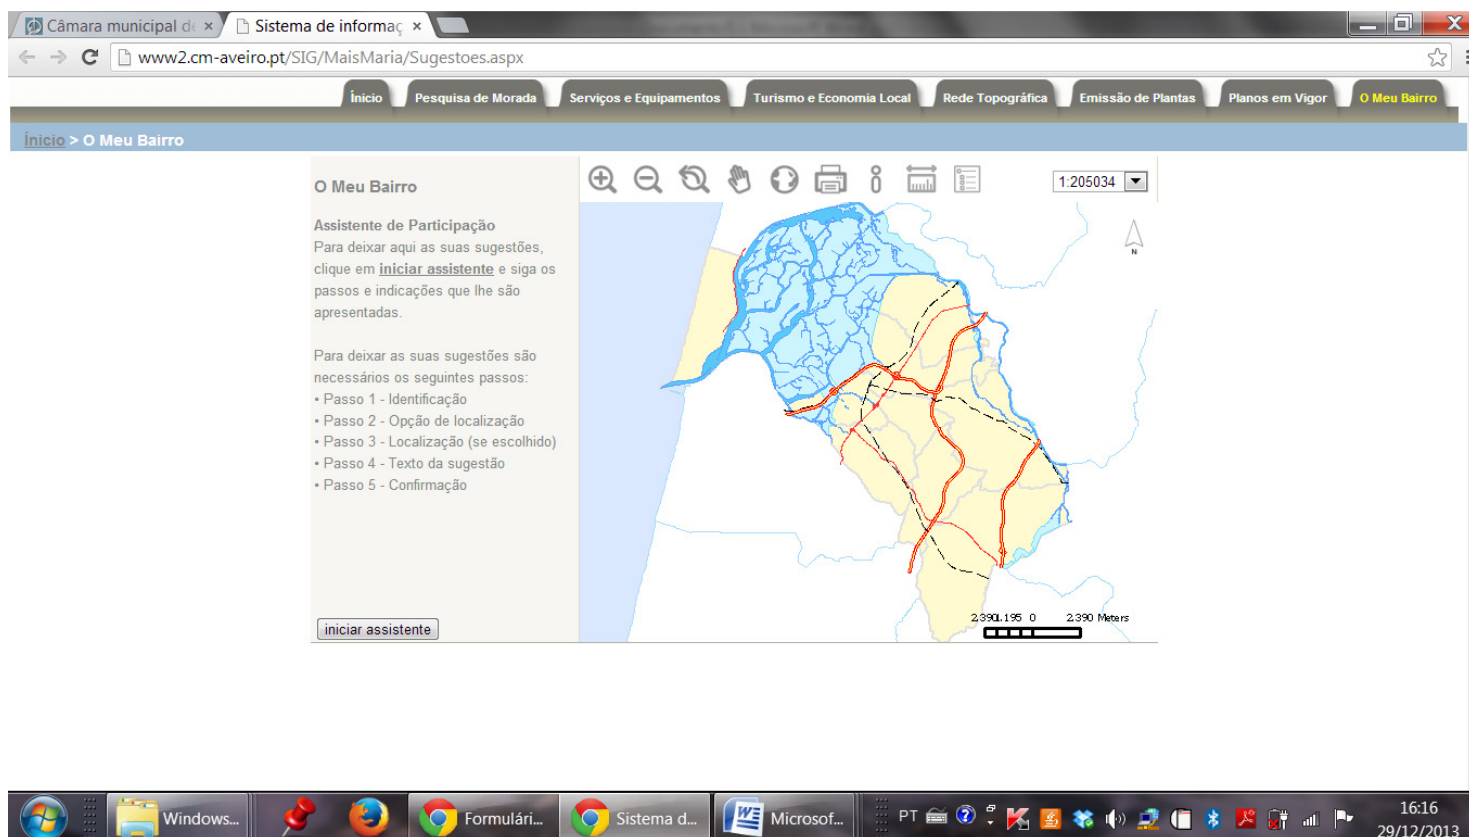 Câmara municipal de
Sistema de informaç
www2.cm-aveiro.pt/SIG/MaisMaria/Sugestoes.aspx
Ínicio Pesquisa de Morada Serviços e Equipamentos Turismo e Economia Local Rede Topográfica Emissão de Plantas Planos em Vigor O Meu Bairro
Ínicio > O Meu Bairro
O Meu Bairro
1:205034
Assistente de Participação
Para deixar aqui as suas sugestões,
clique em iniciar assistente e siga os
passos e indicações que lhe são
apresentadas.
Para deixar as suas sugestões são
necessários os seguintes passos:
• Passo 1 - Identificação
• Passo 2 - Opção de localização
• Passo 3 - Localização (se escolhido)
• Passo 4 - Texto da sugestão
• Passo 5 - Confirmação
iniciar assistente
N
2.390 1.195 0 2.390 Meters
Windows...
Formulári...
Sistema d...
Microsof...
PT
16:16
29/12/2013